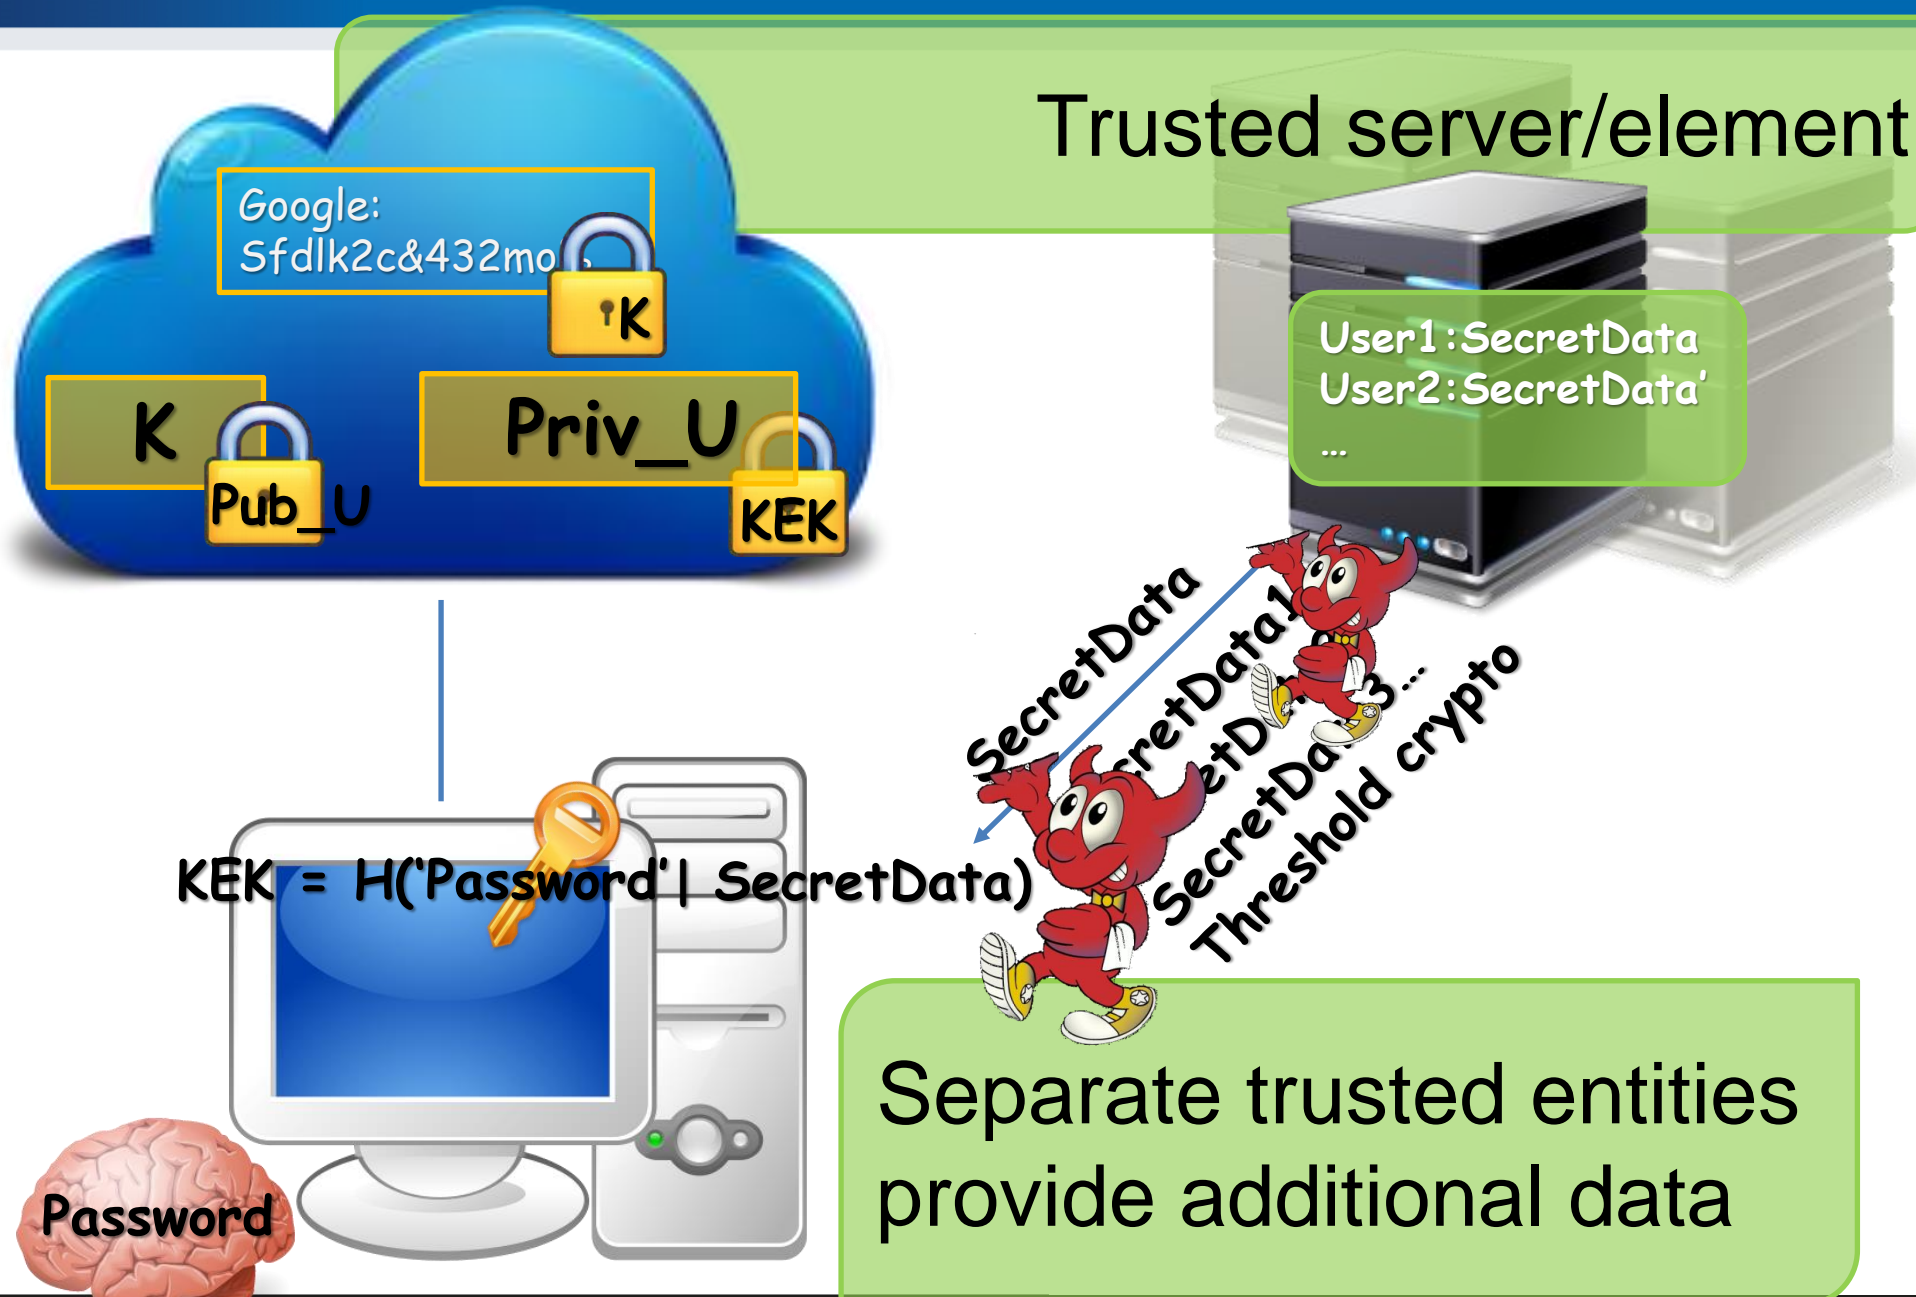 Trusted server/element
Google:
Sfdlk2c&432mo
K
K
Pub_U
Priv_U
KEK
User1:SecretData
User2:SecretData'
...
SecretData
SecretData3...
Threshold crypto
KEK = H('Password'| SecretData)
Password
Separate trusted entities
provide additional data